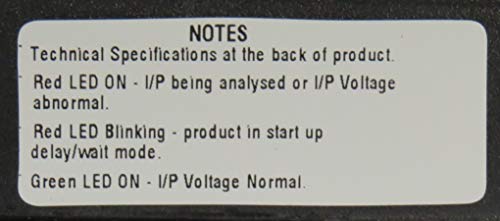 NOTES
Technical Specifications at the back of product.
Red LED ON - I/P being analysed or I/P Voltage
abnormal.
Red LED Blinking - product in start up
delay/wait mode.
Green LED ON - I/P Voltage Normal.